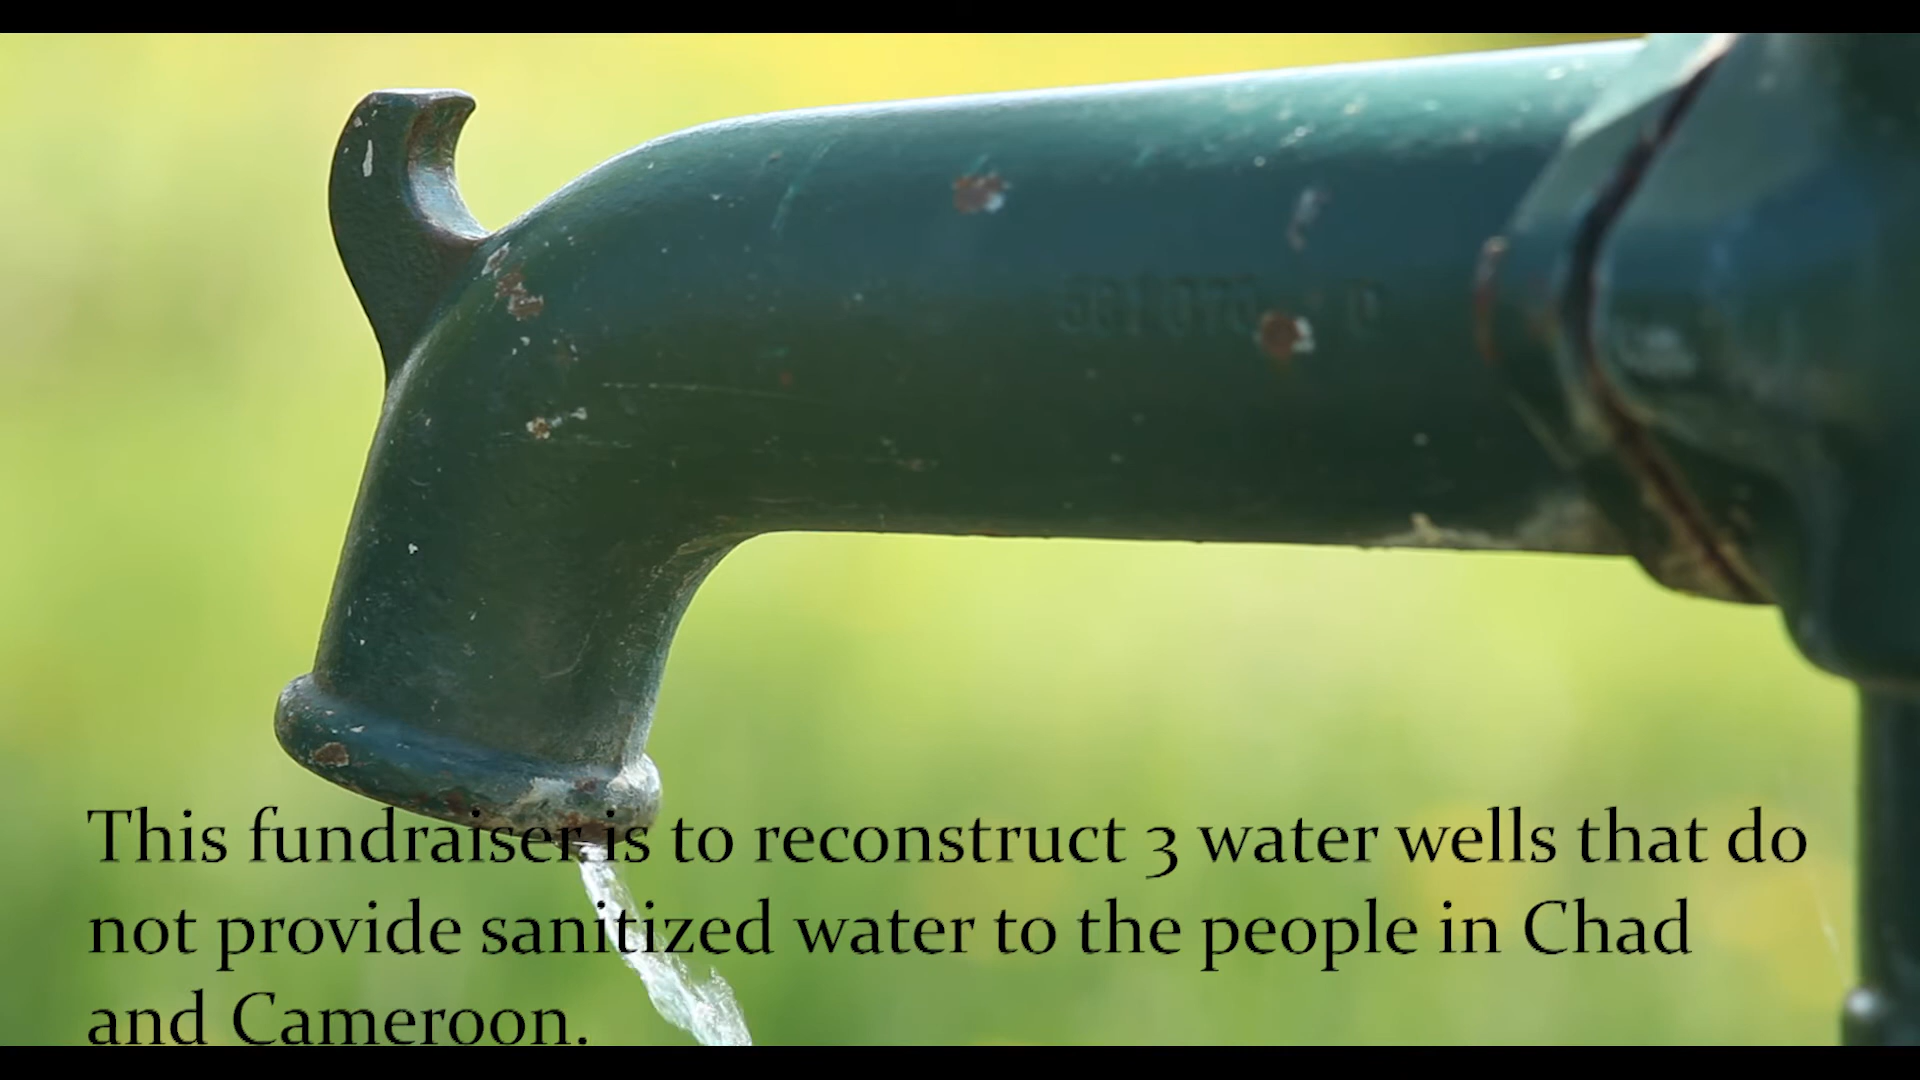 This fundraiser is to reconstruct 3 water wells that do
not provide sanitized water to the people in Chad
and Cameroon.